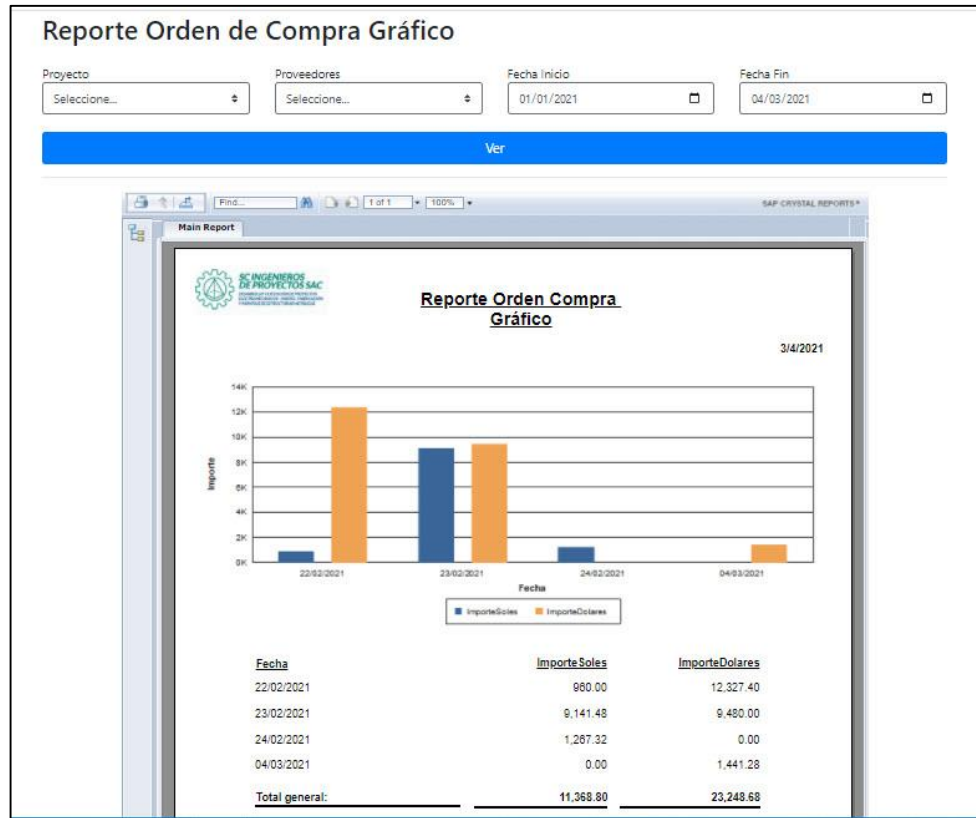 Reporte Orden de Compra Gráfico
Proyecto Proveedores Fecha Inicio Fecha Fin
Seleccione... Seleccione... 01/01/2021 04/03/2021
Ver
Find... 1 of 1 100% SAP CRYSTAL REPORTS
Main Report
SC INGENIEROS
DE PROYECTOS SAC
Reporte Orden Compra
Gráfico
3/4/2021
14K
12K
10K
8K
6K
4K
2K
0K
Importe
22/02/2021 23/02/2021 24/02/2021 04/03/2021
Fecha
ImporteSoles ImporteDolares
Fecha ImporteSoles ImporteDolares
22/02/2021 960.00 12,327.40
23/02/2021 9,141.48 9,480.00
24/02/2021 1,267.32 0.00
04/03/2021 0.00 1,441.28
Total general: 11,368.80 23,248.68